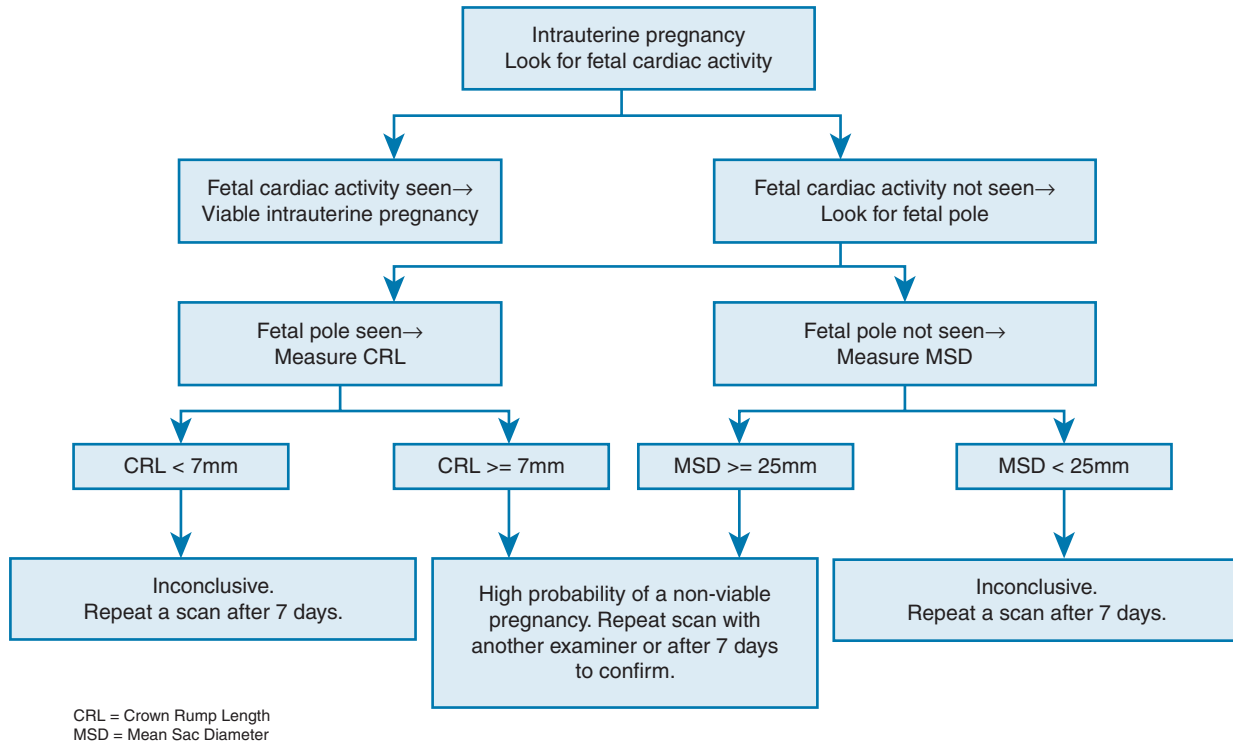 Intrauterine pregnancy
Look for fetal cardiac activity
Fetal cardiac activity seen→
Viable intrauterine pregnancy
Fetal cardiac activity not seen→
Look for fetal pole
Fetal pole seen→
Measure CRL
Fetal pole not seen→
Measure MSD
CRL < 7mm
CRL >= 7mm
MSD >= 25mm
MSD < 25mm
Inconclusive.
Repeat a scan after 7 days.
High probability of a non-viable
pregnancy. Repeat scan with
another examiner or after 7 days
to confirm.
Inconclusive.
Repeat a scan after 7 days.
CRL = Crown Rump Length
MSD = Mean Sac Diameter